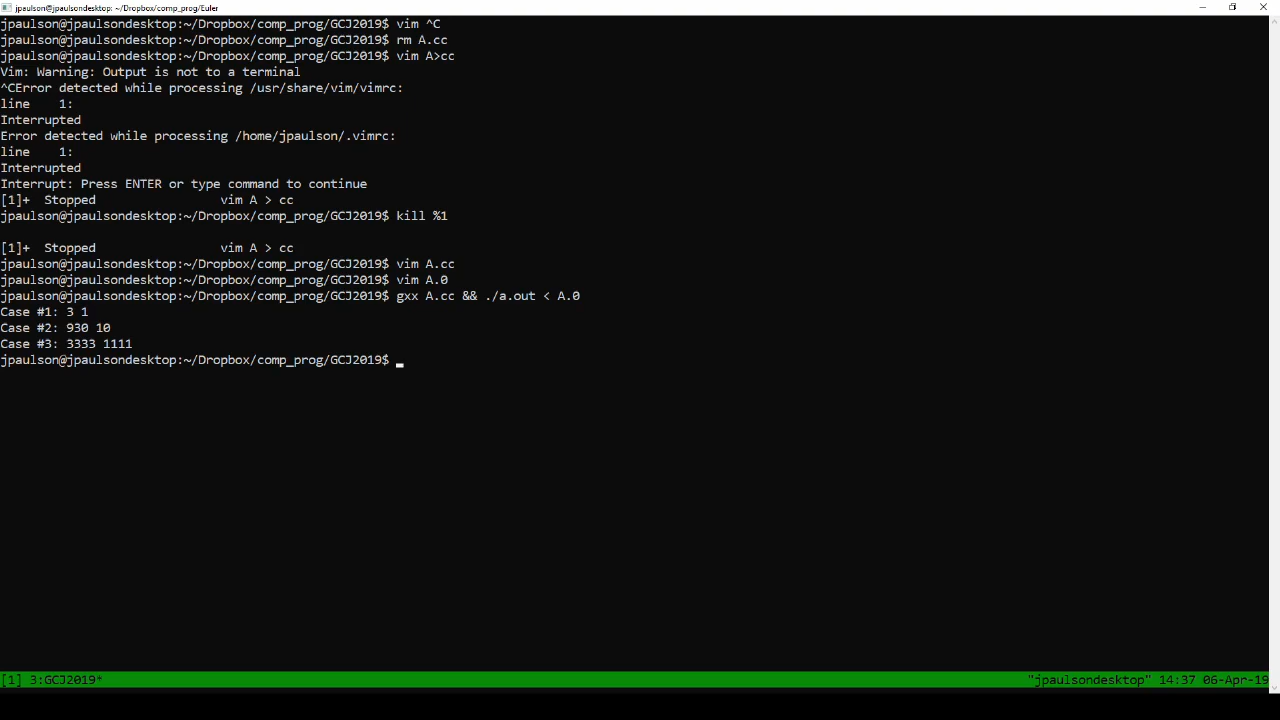 jpaulson@jpaulsondesktop: ~/Dropbox/comp_prog/Euler
jpaulson@jpaulsondesktop:~/Dropbox/comp_prog/GCJ2019$ vim ^C
jpaulson@jpaulsondesktop:~/Dropbox/comp_prog/GCJ2019$ rm A.cc
jpaulson@jpaulsondesktop:~/Dropbox/comp_prog/GCJ2019$ vim A>cc
Vim: Warning: Output is not to a terminal
^CError detected while processing /usr/share/vim/vimrc:
line    1:
Interrupted
Error detected while processing /home/jpaulson/.vimrc:
line    1:
Interrupted
Interrupt: Press ENTER or type command to continue
[1]+  Stopped                 vim A > cc
jpaulson@jpaulsondesktop:~/Dropbox/comp_prog/GCJ2019$ kill %1
[1]+  Stopped                 vim A > cc
jpaulson@jpaulsondesktop:~/Dropbox/comp_prog/GCJ2019$ vim A.cc
jpaulson@jpaulsondesktop:~/Dropbox/comp_prog/GCJ2019$ vim A.0
jpaulson@jpaulsondesktop:~/Dropbox/comp_prog/GCJ2019$ gxx A.cc && ./a.out < A.0
Case #1: 3 1
Case #2: 930 10
Case #3: 3333 1111
jpaulson@jpaulsondesktop:~/Dropbox/comp_prog/GCJ2019$
[1] 3:GCJ2019* "jpaulsondesktop" 14:37 06-Apr-19